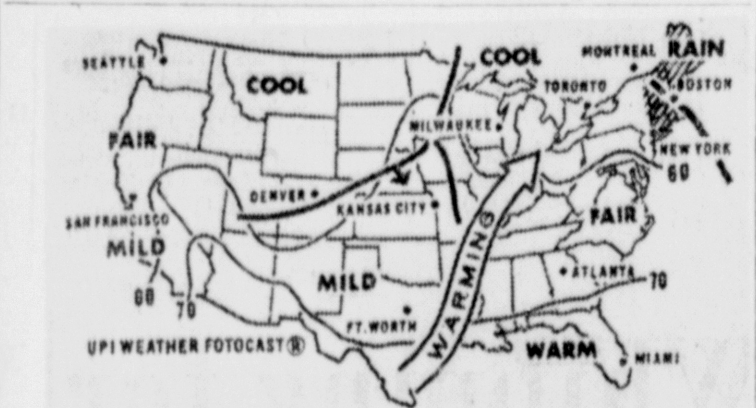 COOL
MONTREAL
RAIN
SEATTLE
COOL
TORONTO
BOSTON
MILWAUKEE
FAIR
NEW YORK
60
DENVER
KANSAS CITY
SAN FRANCISCO
FAIR
MILD
WARMING
MILD
ATLANTA
70
60
70
FT. WORTH
UPI WEATHER FOTOCAST®
WARM
MIAMI